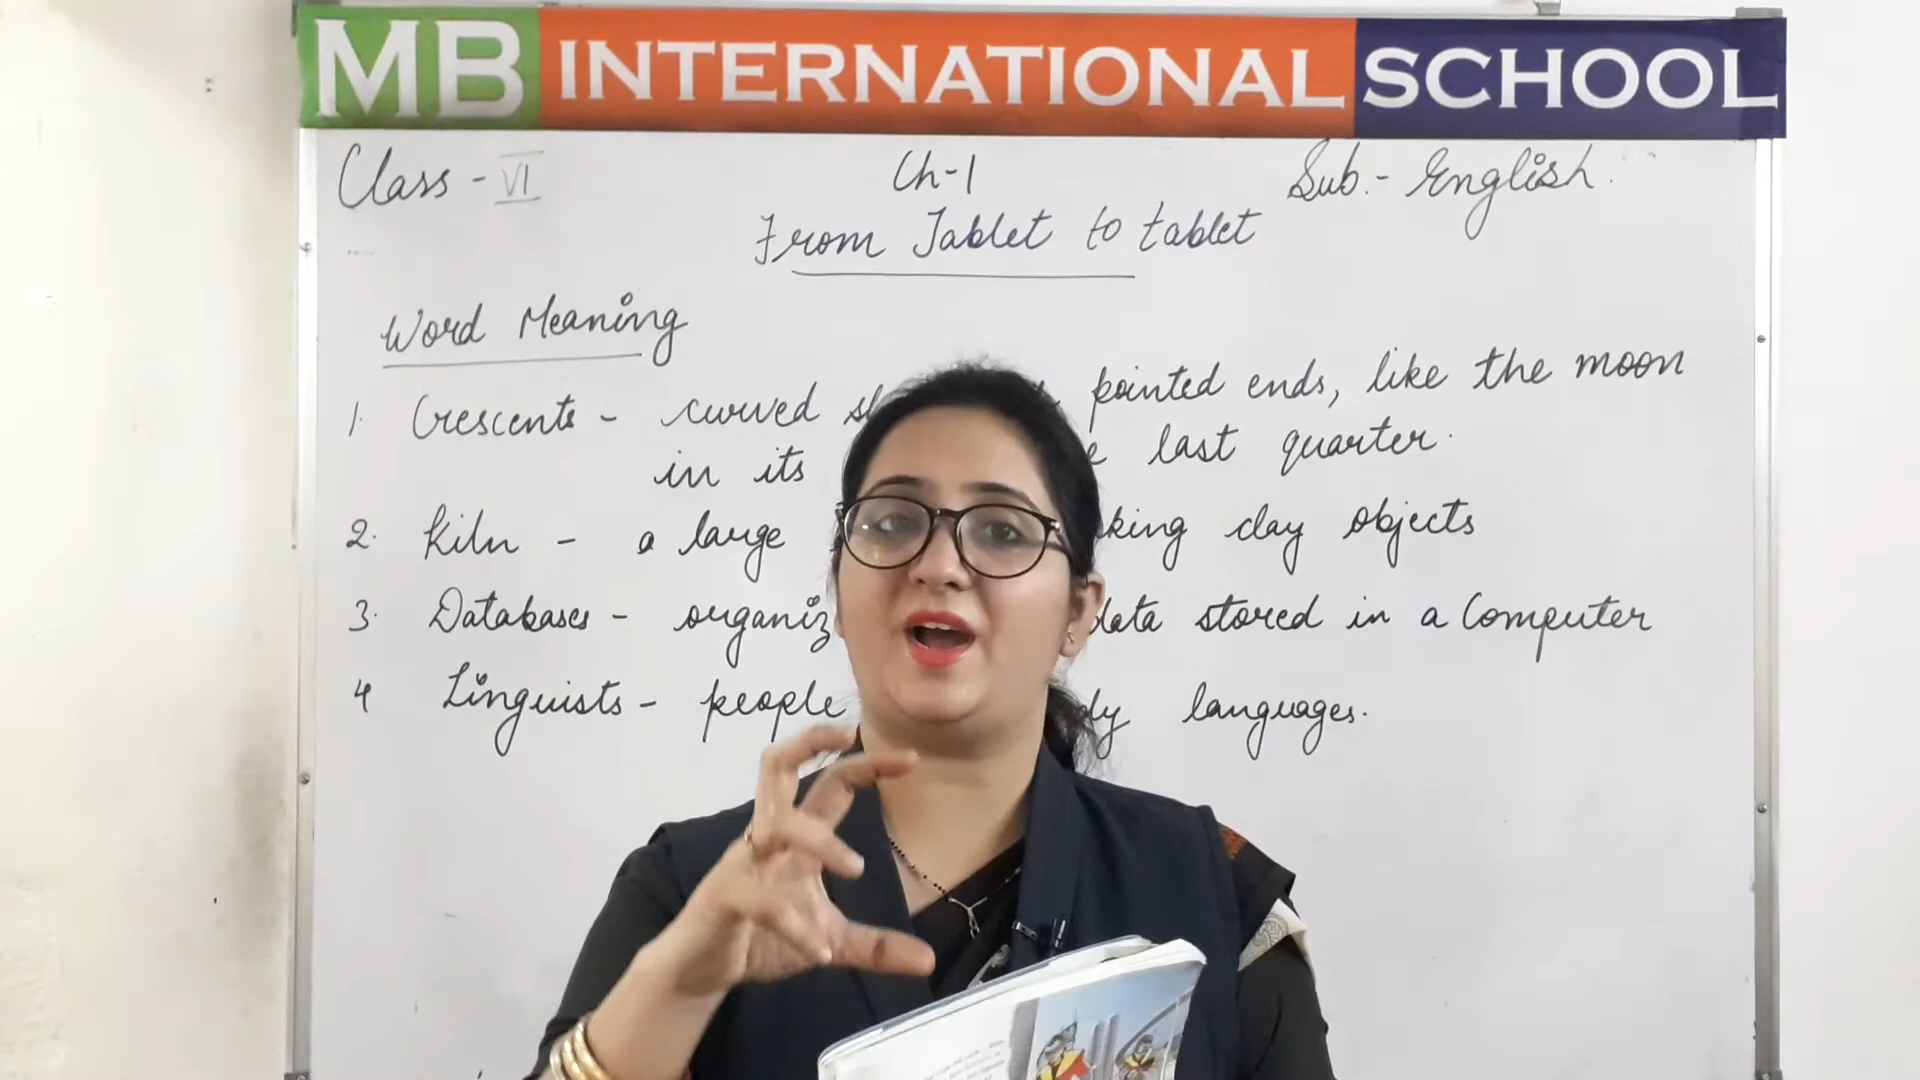 MB INTERNATIONAL SCHOOL
Class - VI
Ch-1
Sub.- English
From Tablet to tablet
Word Meaning
1. Crescents - curved pointed ends, like the moon
in its last quarter.
2. Kiln - a large clay objects
3. Databases - data stored in a Computer
4 Linguists - people languages.